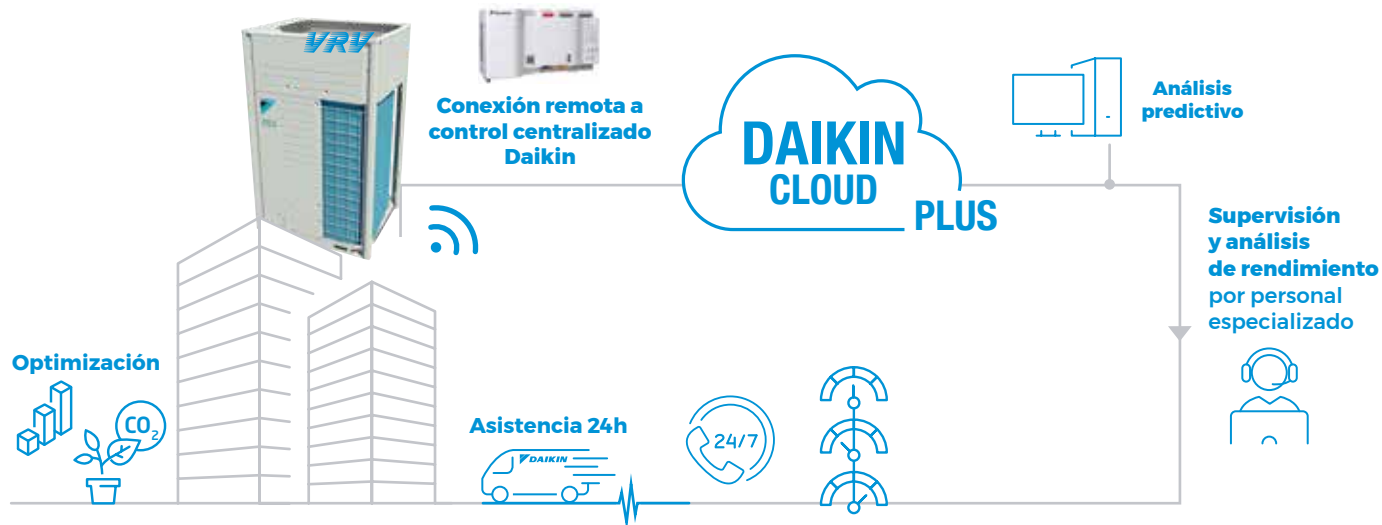 VRV
Conexión remota a
control centralizado
Daikin
DAIKIN
CLOUD
PLUS
Análisis
predictivo
Supervisión
y análisis
de rendimiento
por personal
especializado
Optimización
CO2
Asistencia 24h
DAIKIN
24/7